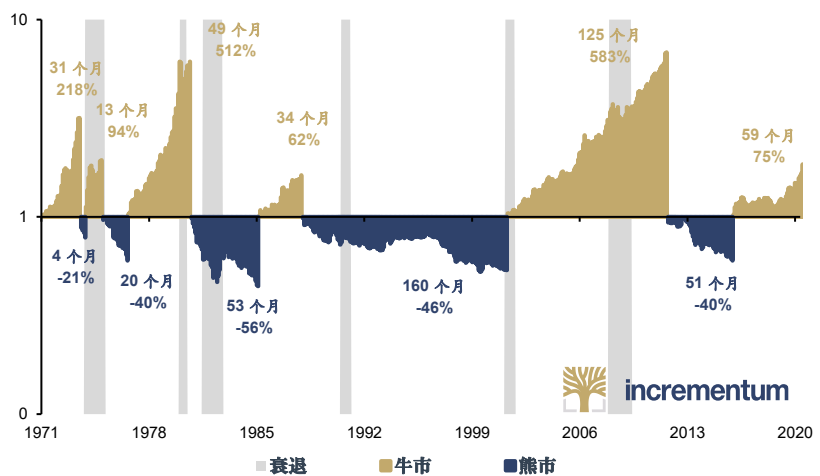 10
49 个月
512%
125 个月
583%
31 个月
218%
13 个月
94%
34 个月
62%
59 个月
75%
1
4 个月
-21%
20 个月
-40%
53 个月
-56%
160 个月
-46%
51 个月
-40%
incrementum
0
1971
1978
1985
1992
1999
2006
2013
2020
衰退
牛市
熊市